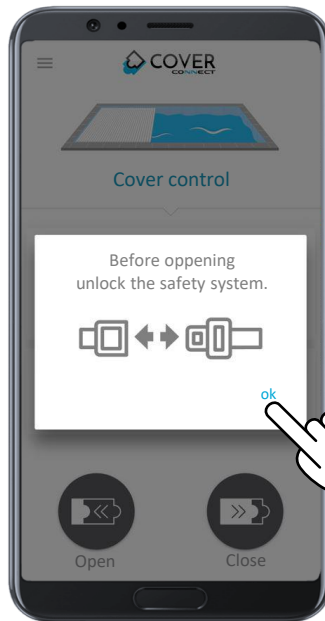 COVER
CONNECT
Cover control
Before oppening
unlock the safety system.
ok
Open
Close